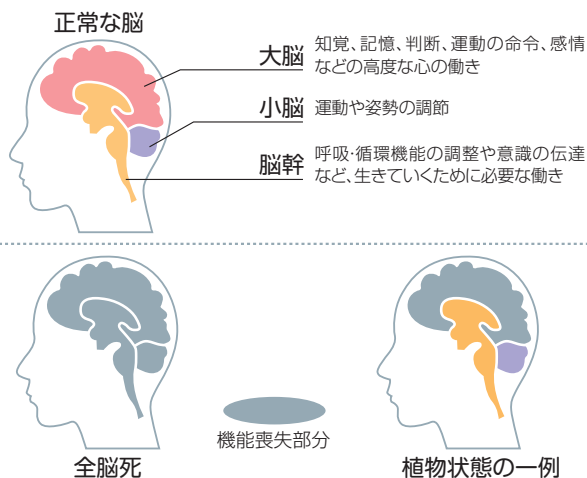 正常な脳
大脳
知覚、記憶、判断、運動の命令、感情
などの高度な心の働き
小脳
運動や姿勢の調節
脳幹
呼吸・循環機能の調整や意識の伝達
など、生きていくために必要な働き
機能喪失部分
全脳死
植物状態の一例